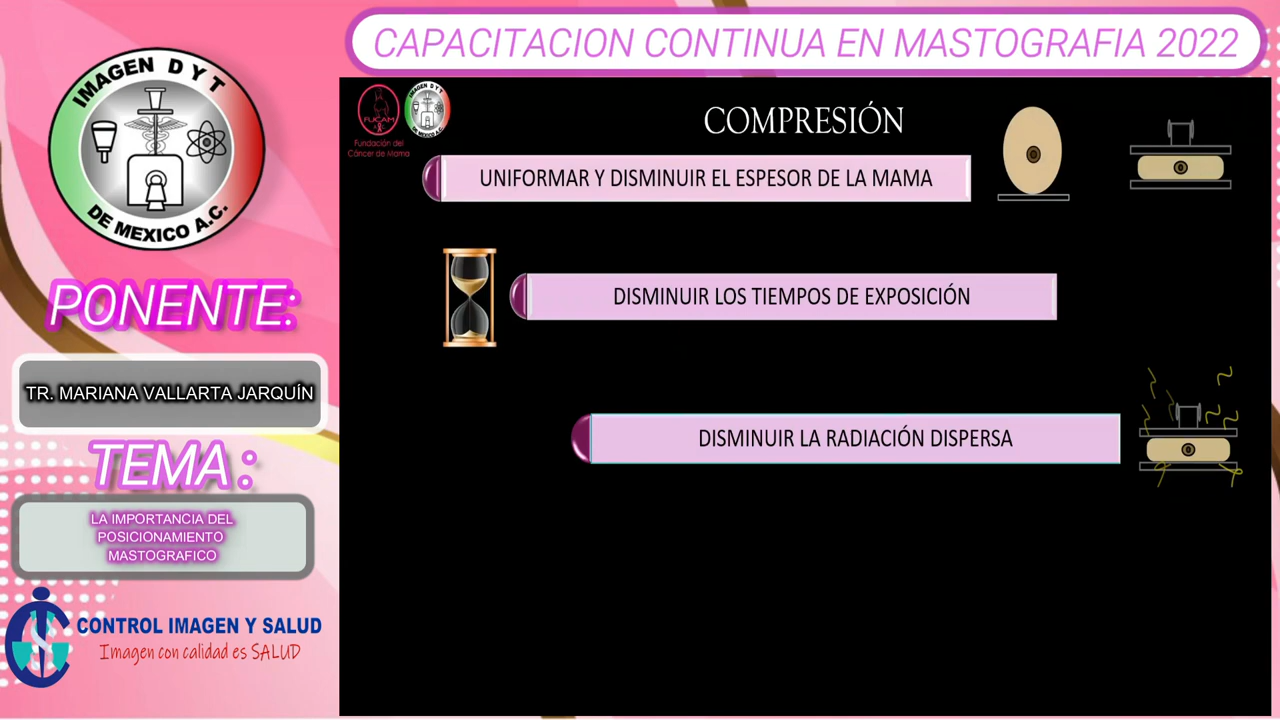 CAPACITACION CONTINUA EN MASTOGRAFIA 2022
IMAGEN D Y T
DE MEXICO A.C.
PONENTE:
TR. MARIANA VALLARTA JARQUÍN
TEMA:
LA IMPORTANCIA DEL
POSICIONAMIENTO
MASTOGRAFICO
CONTROL IMAGEN Y SALUD
Imagen con calidad es SALUD
FUCAM
Fundación del
Cáncer de Mama
IMAGEN D Y T
COMPRESIÓN
UNIFORMAR Y DISMINUIR EL ESPESOR DE LA MAMA
DISMINUIR LOS TIEMPOS DE EXPOSICIÓN
DISMINUIR LA RADIACIÓN DISPERSA